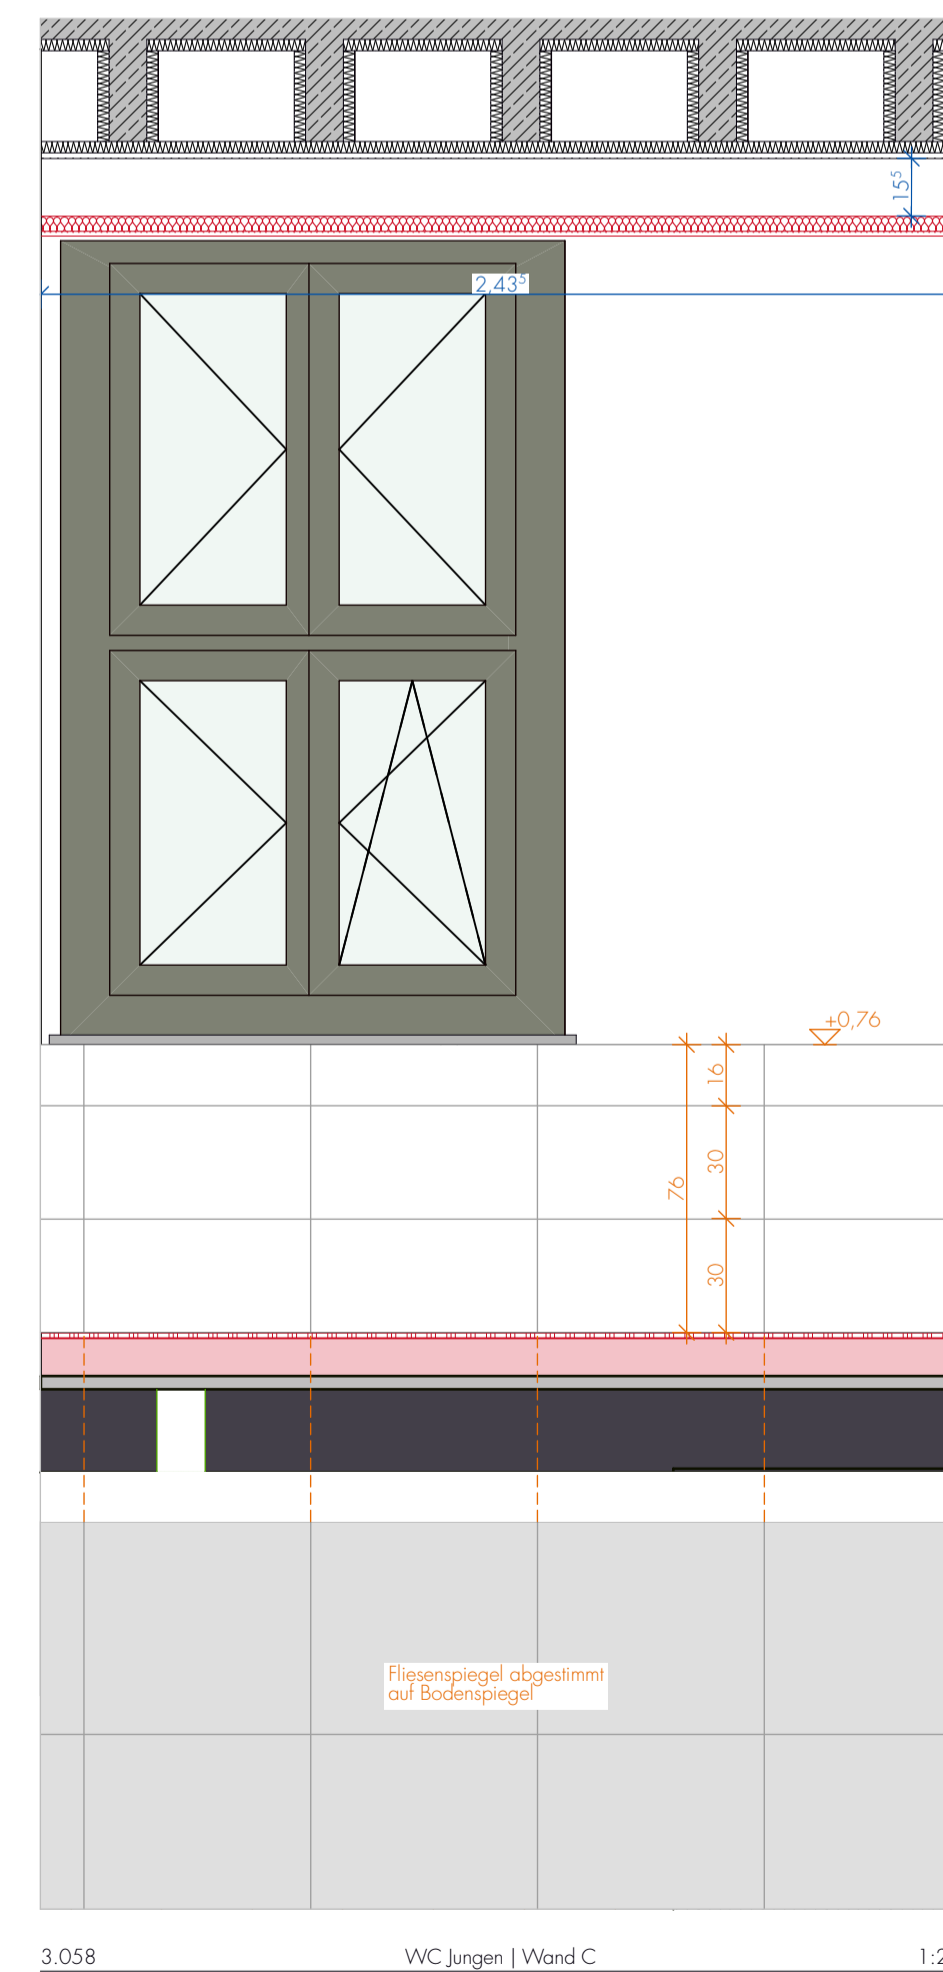 15⁵
2,43⁵
+0,76
16
30
76
30
Fliesenspiegel abgestimmt
auf Bodenspiegel
3.058 WC Jungen | Wand C 1:2